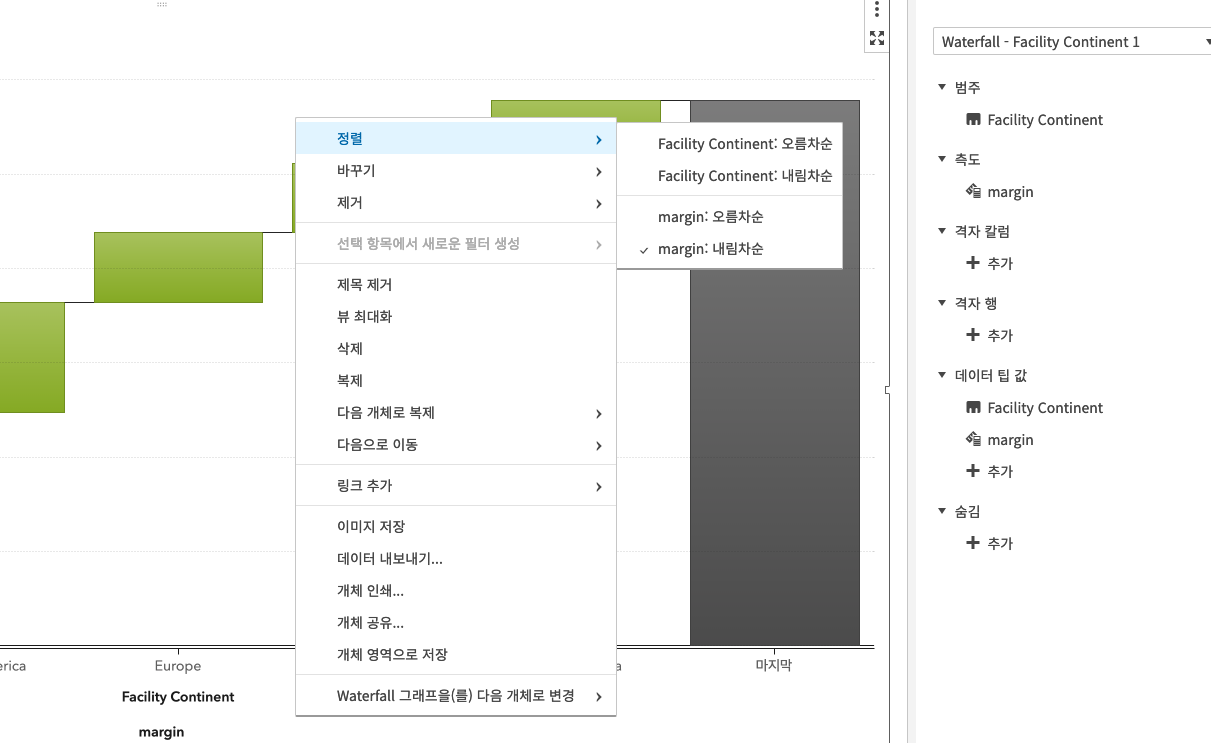 Waterfall - Facility Continent 1
범주
Facility Continent
측도
margin
격자 칼럼
추가
격자 행
추가
데이터 팁 값
Facility Continent
margin
추가
숨김
추가
정렬
바꾸기
제거
선택 항목에서 새로운 필터 생성
제목 제거
뷰 최대화
삭제
복제
다음 개체로 복제
다음으로 이동
링크 추가
이미지 저장
데이터 내보내기...
개체 인쇄...
개체 공유...
개체 영역으로 저장
Waterfall 그래프을(를) 다음 개체로 변경
Facility Continent: 오름차순
Facility Continent: 내림차순
margin: 오름차순
margin: 내림차순
erica Europe a 마지막
Facility Continent
margin